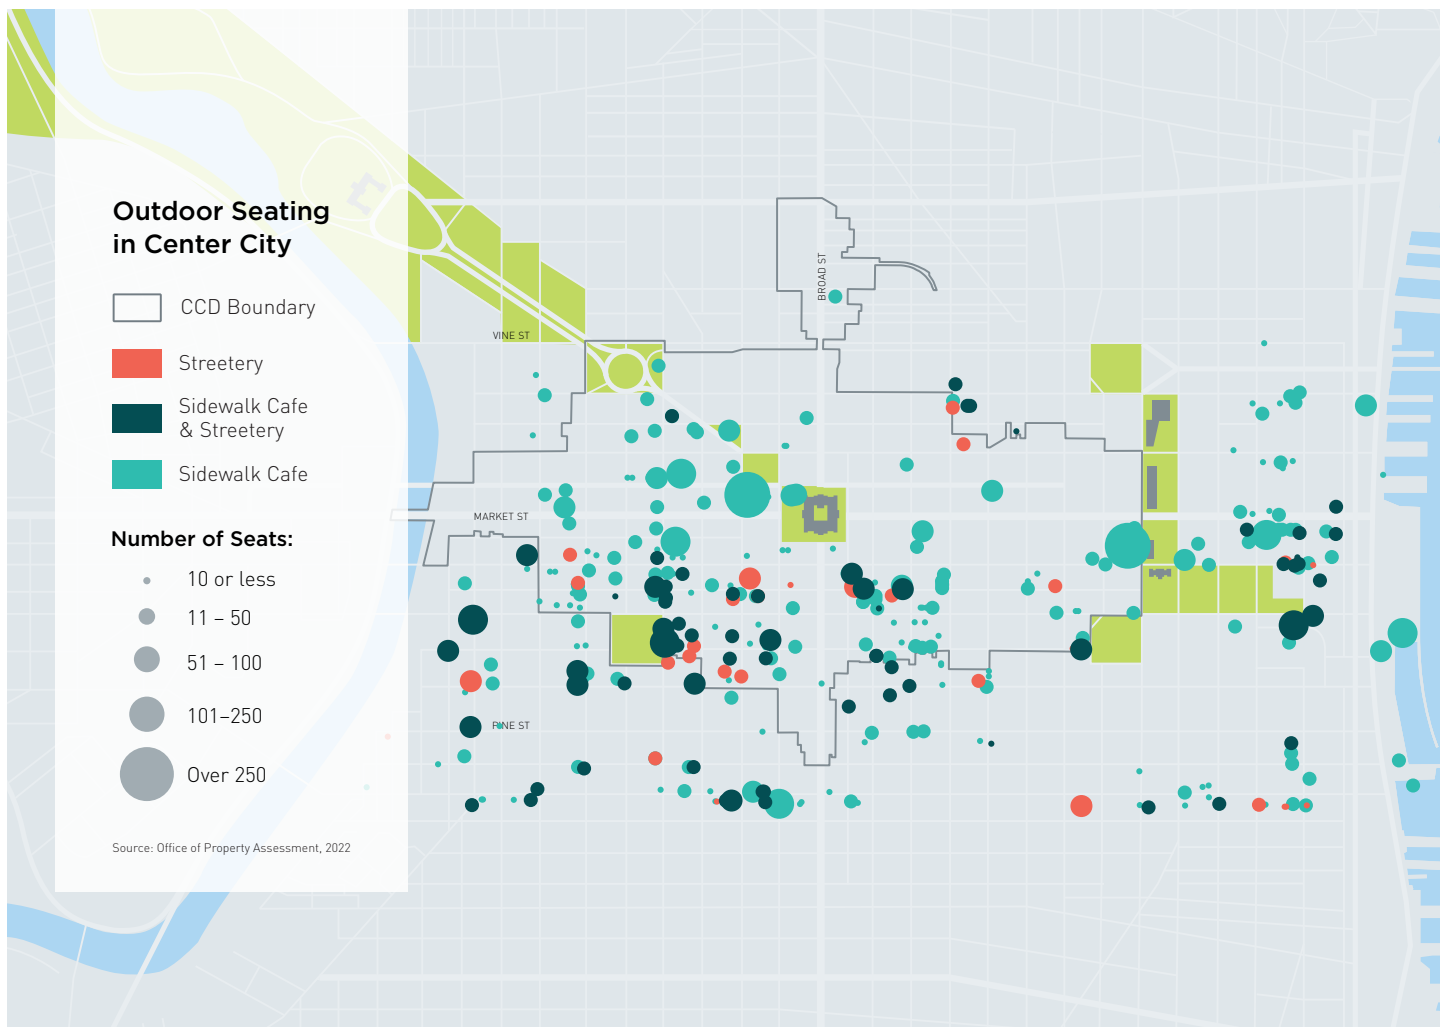 Outdoor Seating
in Center City
CCD Boundary
Streetery
Sidewalk Cafe
& Streetery
Sidewalk Cafe
Number of Seats:
10 or less
11 – 50
51 – 100
101–250
Over 250
Source: Office of Property Assessment, 2022
BROAD ST
VINE ST
MARKET ST
PINE ST